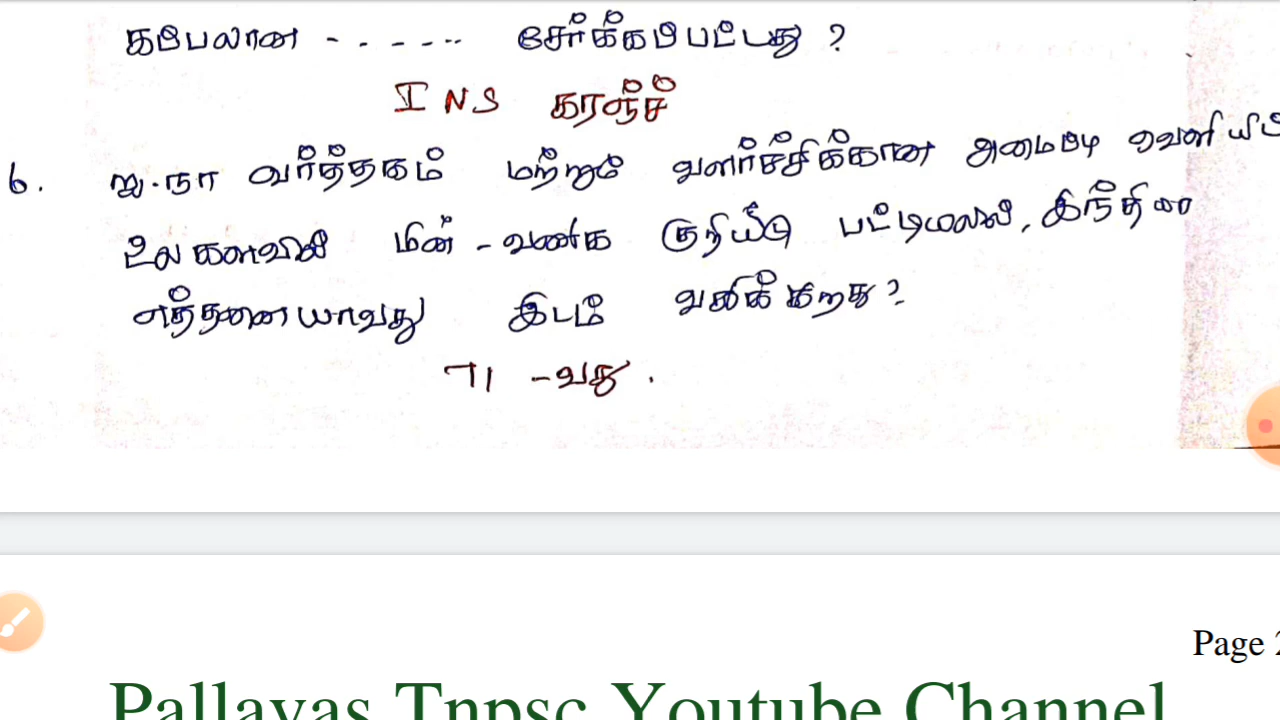 கப்பலான - - - - - -- சேர்க்கப்பட்டது ?
INS கரஞ்ச்
6. ஐ.நா வர்த்தகம் மற்றும் வளர்ச்சிக்கான அமைப்பு வெளியிட்
உலகளவில் மின் - வணிக குறியீடு பட்டியலில், இந்தியா
எத்தனையாவது இடம் வகிக்கிறது ?
71 -வது .
Page 2
Pallavas Tnpsc Youtube Channel